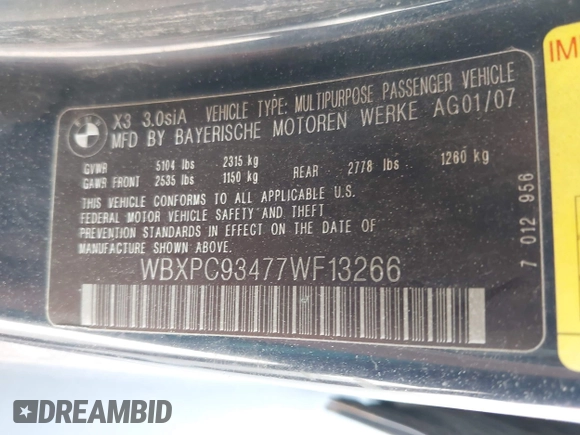 BMW
X3 3.0siA VEHICLE TYPE: MULTIPURPOSE PASSENGER VEHICLE
MFD BY BAYERISCHE MOTOREN WERKE AG01/07
GVWR 5104 lbs 2315 kg
GAWR FRONT 2535 lbs 1150 kg REAR 2778 lbs 1260 kg
THIS VEHICLE CONFORMS TO ALL APPLICABLE U.S.
FEDERAL MOTOR VEHICLE SAFETY AND THEFT
PREVENTION STANDARDS IN EFFECT ON THE DATE OF
MANUFACTURE SHOWN ABOVE.
WBXPC93477WF13266
7 012 956
IM
DREAMBID